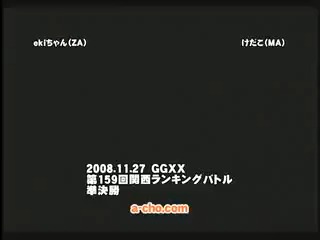 ekiちゃん(ZA)
けだこ(MA)
2008.11.27 GGXX
第159回関西ランキングバトル
準決勝
a-cho.com